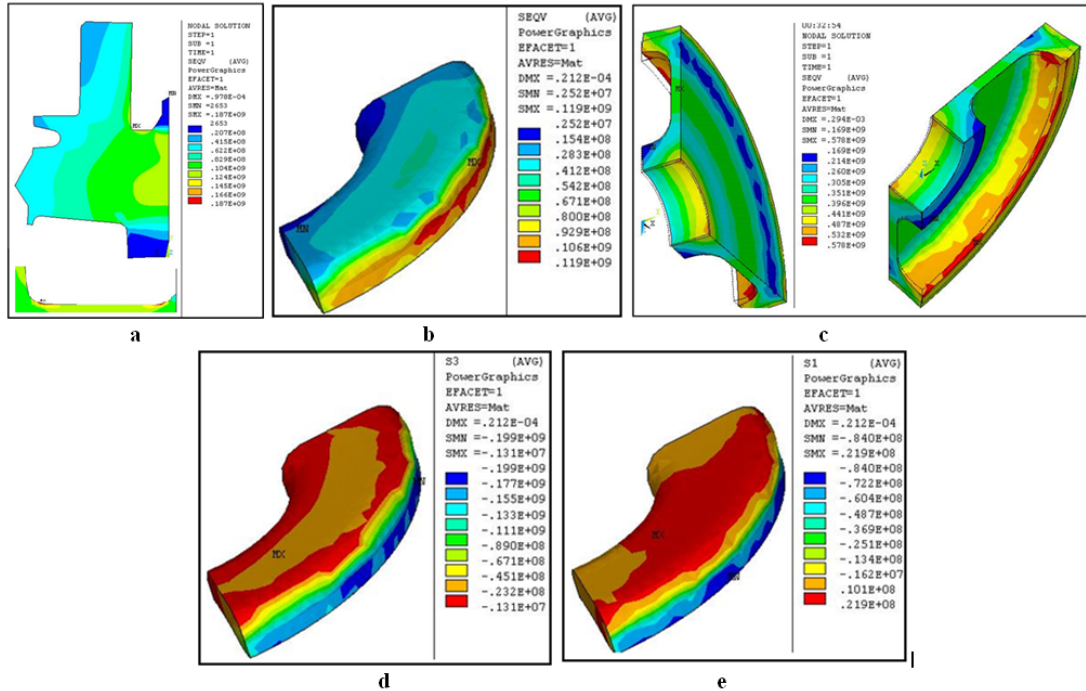 NODAL SOLUTION
STEP=1
SUB =1
TIME=1
SEQV (AVG)
PowerGraphics
EFACET=1
AVRES=Mat
DMX =.978E-04
SMN =2653
SMX =.187E+09
2653
.207E+08
.415E+08
.622E+08
.829E+08
.104E+09
.124E+09
.145E+09
.166E+09
.187E+09
MN
MX
a
SEQV (AVG)
PowerGraphics
EFACET=1
AVRES=Mat
DMX =.212E-04
SMN =.252E+07
SMX =.119E+09
.252E+07
.154E+08
.283E+08
.412E+08
.542E+08
.671E+08
.800E+08
.929E+08
.106E+09
.119E+09
MX
MN
b
00:32:54
NODAL SOLUTION
STEP=1
SUB =1
TIME=1
SEQV (AVG)
PowerGraphics
EFACET=1
AVRES=Mat
DMX =.294E-03
SMN =.169E+09
SMX =.578E+09
.169E+09
.214E+09
.260E+09
.305E+09
.351E+09
.396E+09
.441E+09
.487E+09
.532E+09
.578E+09
MX
X
c
S3 (AVG)
PowerGraphics
EFACET=1
AVRES=Mat
DMX =.212E-04
SMN =-.199E+09
SMX =-.131E+07
-.199E+09
-.177E+09
-.155E+09
-.133E+09
-.111E+09
-.890E+08
-.671E+08
-.451E+08
-.232E+08
-.131E+07
MX
d
S1 (AVG)
PowerGraphics
EFACET=1
AVRES=Mat
DMX =.212E-04
SMN =-.840E+08
SMX =.219E+08
-.840E+08
-.722E+08
-.604E+08
-.487E+08
-.369E+08
-.251E+08
-.134E+08
-.162E+07
.101E+08
.219E+08
MX
e